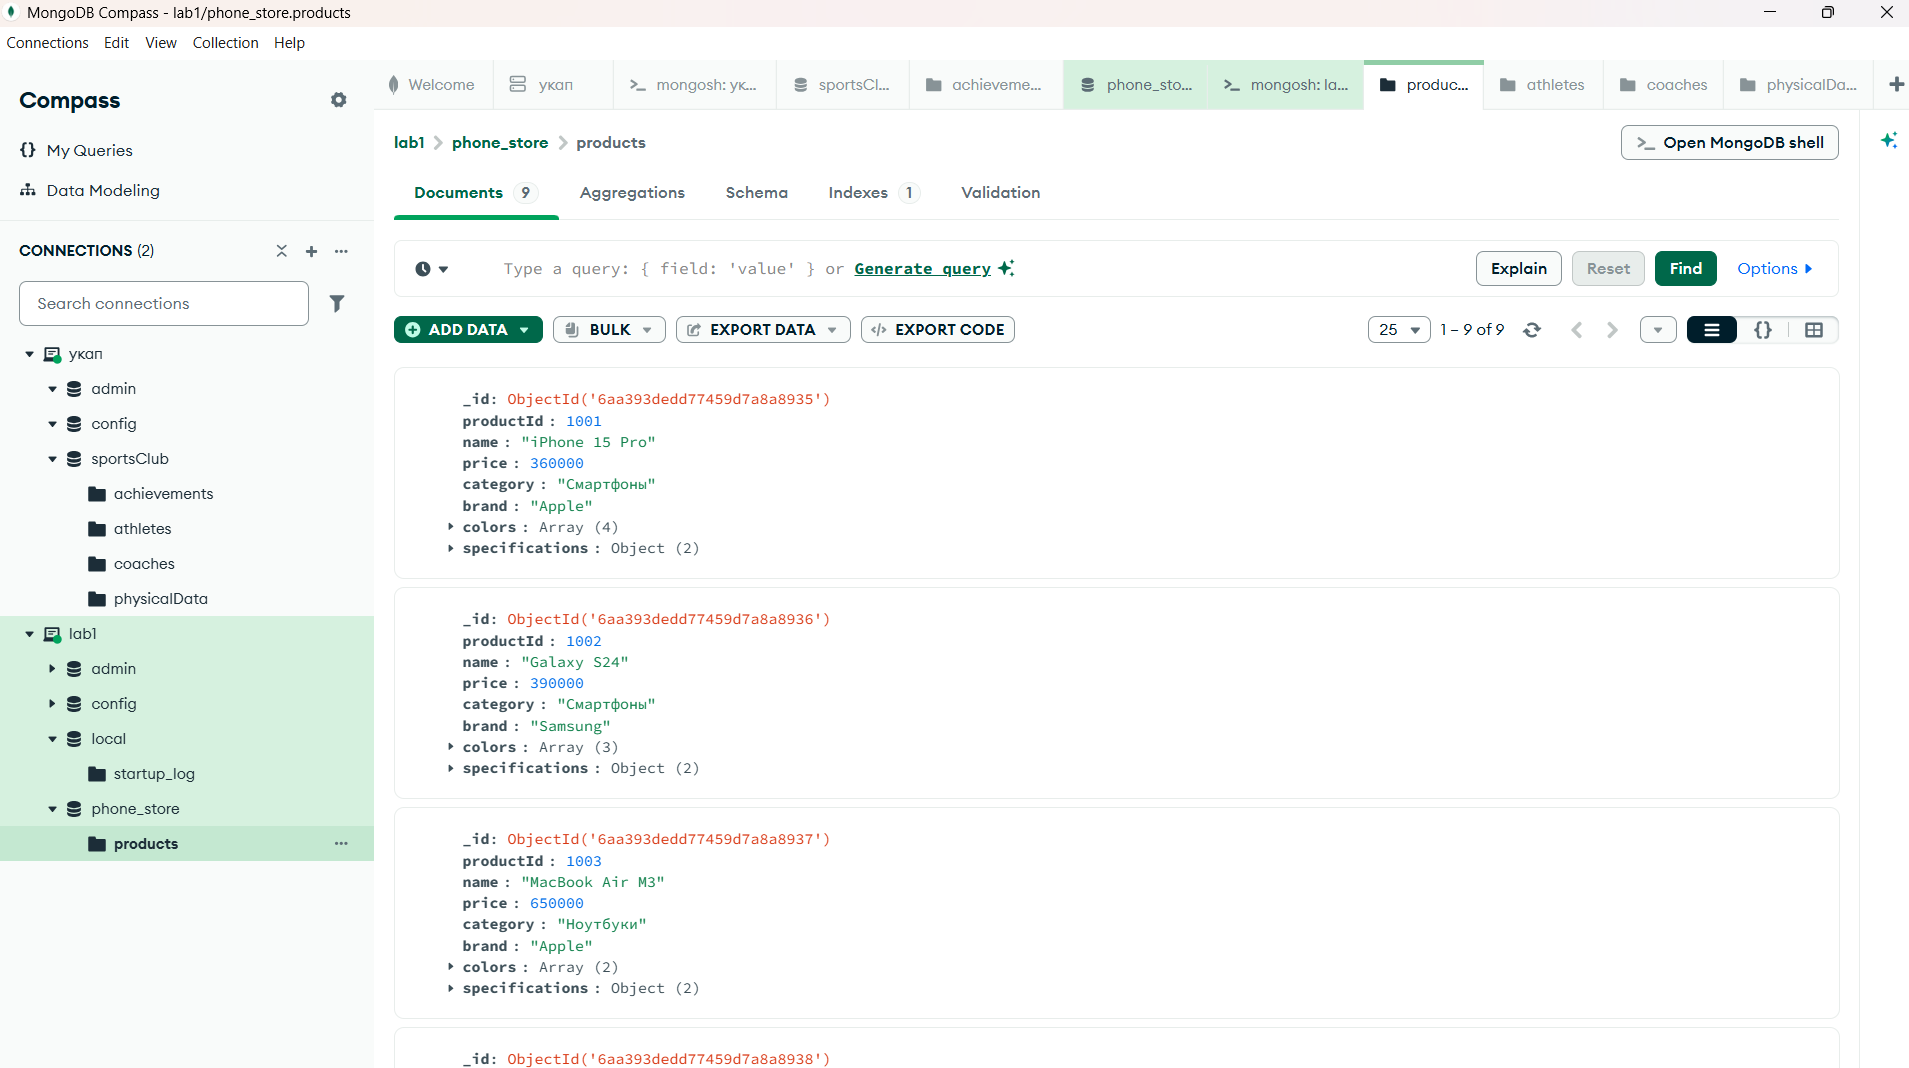 MongoDB Compass - lab1/phone_store.products
Connections Edit View Collection Help
Compass
My Queries
Data Modeling
CONNECTIONS (2)
Search connections
укап
admin
config
sportsClub
achievements
athletes
coaches
physicalData
lab1
admin
config
local
startup_log
phone_store
products
Welcome укап mongosh: ук... sportsCl... achieveme... phone_sto... mongosh: la... produc... athletes coaches physicalDa...
lab1 > phone_store > products
Open MongoDB shell
Documents 9 Aggregations Schema Indexes 1 Validation
Type a query: { field: 'value' } or Generate query
Explain Reset Find Options
ADD DATA BULK EXPORT DATA EXPORT CODE
25 1 – 9 of 9
_id: ObjectId('6aa393dedd77459d7a8a8935')
productId : 1001
name : "iPhone 15 Pro"
price : 360000
category : "Смартфоны"
brand : "Apple"
colors : Array (4)
specifications : Object (2)
_id: ObjectId('6aa393dedd77459d7a8a8936')
productId : 1002
name : "Galaxy S24"
price : 390000
category : "Смартфоны"
brand : "Samsung"
colors : Array (3)
specifications : Object (2)
_id: ObjectId('6aa393dedd77459d7a8a8937')
productId : 1003
name : "MacBook Air M3"
price : 650000
category : "Ноутбуки"
brand : "Apple"
colors : Array (2)
specifications : Object (2)
_id: ObjectId('6aa393dedd77459d7a8a8938')